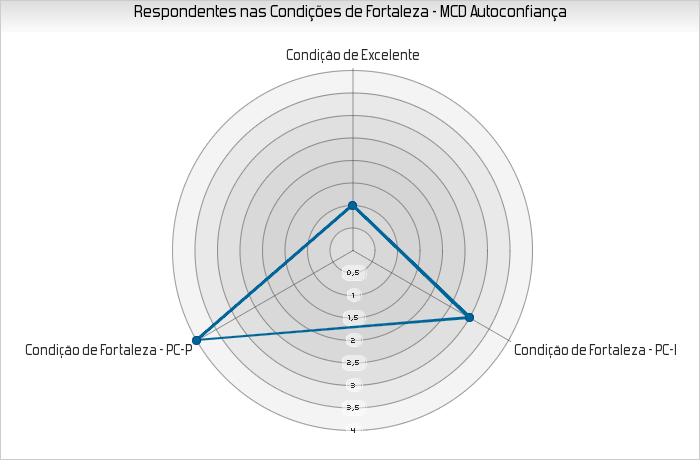 Respondentes nas Condições de Fortaleza - MCD Autoconfiança
Condição de Excelente
0,5
1
1,5
2
2,5
3
3,5
4
Condição de Fortaleza - PC-P
Condição de Fortaleza - PC-I